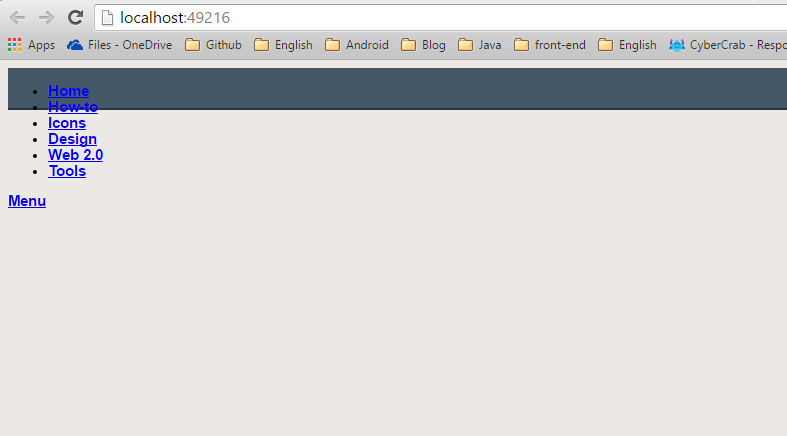 localhost:49216
Apps Files - OneDrive Github English Android Blog Java front-end English CyberCrab - Respo
Home
How-to
Icons
Design
Web 2.0
Tools
Menu